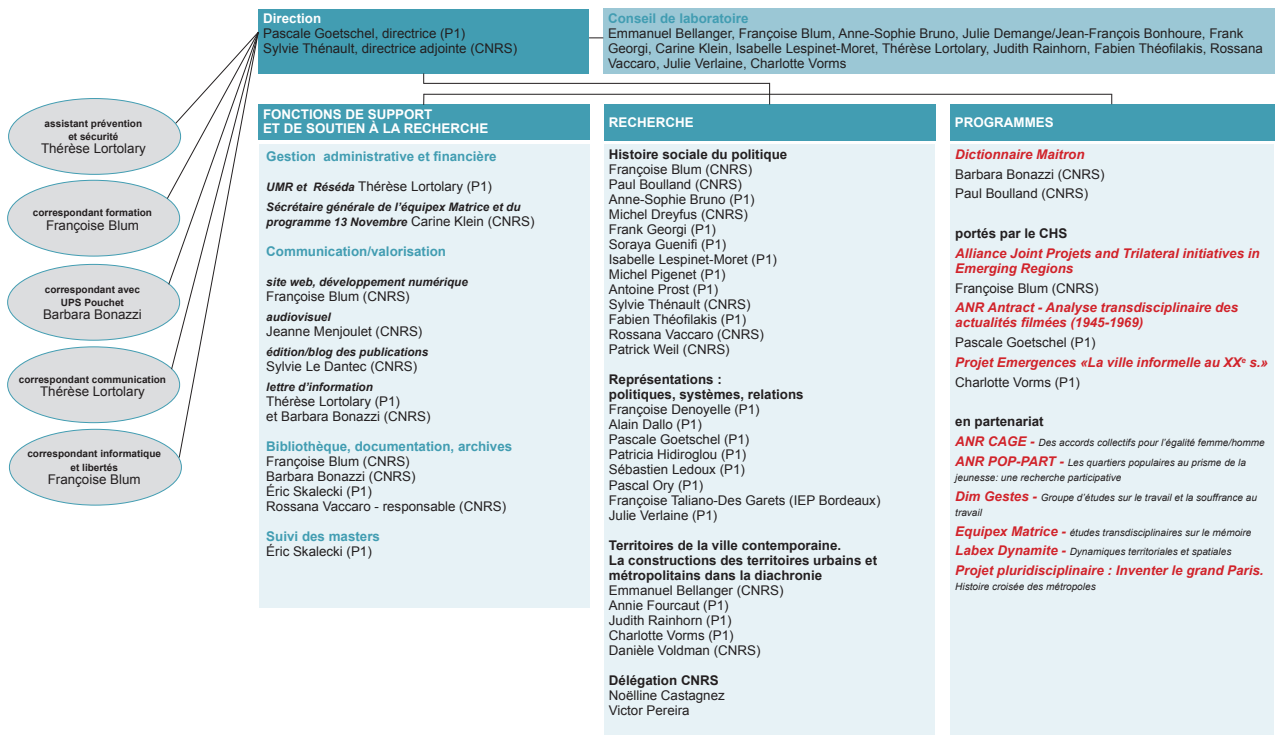 Direction
Pascale Goetschel, directrice (P1)
Sylvie Thénault, directrice adjointe (CNRS)
Conseil de laboratoire
Emmanuel Bellanger, Françoise Blum, Anne-Sophie Bruno, Julie Demange/Jean-François Bonhoure, Frank
Georgi, Carine Klein, Isabelle Lespinet-Moret, Thérèse Lortolary, Judith Rainhorn, Fabien Théofilakis, Rossana
Vaccaro, Julie Verlaine, Charlotte Vorms
assistant prévention
et sécurité
Thérèse Lortolary
correspondant formation
Françoise Blum
correspondant avec
UPS Pouchet
Barbara Bonazzi
correspondant communication
Thérèse Lortolary
correspondant informatique
et libertés
Françoise Blum
FONCTIONS DE SUPPORT
ET DE SOUTIEN À LA RECHERCHE
Gestion administrative et financière
UMR et Réséda Thérèse Lortolary (P1)
Sécrétaire générale de l'équipex Matrice et du
programme 13 Novembre Carine Klein (CNRS)
Communication/valorisation
site web, développement numérique
Françoise Blum (CNRS)
audiovisuel
Jeanne Menjoulet (CNRS)
édition/blog des publications
Sylvie Le Dantec (CNRS)
lettre d'information
Thérèse Lortolary (P1)
et Barbara Bonazzi (CNRS)
Bibliothèque, documentation, archives
Françoise Blum (CNRS)
Barbara Bonazzi (CNRS)
Éric Skalecki (P1)
Rossana Vaccaro - responsable (CNRS)
Suivi des masters
Éric Skalecki (P1)
RECHERCHE
Histoire sociale du politique
Françoise Blum (CNRS)
Paul Boulland (CNRS)
Anne-Sophie Bruno (P1)
Michel Dreyfus (CNRS)
Frank Georgi (P1)
Soraya Guenifi (P1)
Isabelle Lespinet-Moret (P1)
Michel Pigenet (P1)
Antoine Prost (P1)
Sylvie Thénault (CNRS)
Fabien Théofilakis (P1)
Rossana Vaccaro (CNRS)
Patrick Weil (CNRS)
Représentations :
politiques, systèmes, relations
Françoise Denoyelle (P1)
Alain Dallo (P1)
Pascale Goetschel (P1)
Patricia Hidiroglou (P1)
Sébastien Ledoux (P1)
Pascal Ory (P1)
Françoise Taliano-Des Garets (IEP Bordeaux)
Julie Verlaine (P1)
Territoires de la ville contemporaine.
La constructions des territoires urbains et
métropolitains dans la diachronie
Emmanuel Bellanger (CNRS)
Annie Fourcaut (P1)
Judith Rainhorn (P1)
Charlotte Vorms (P1)
Danièle Voldman (CNRS)
Délégation CNRS
Noëlline Castagnez
Victor Pereira
PROGRAMMES
Dictionnaire Maitron
Barbara Bonazzi (CNRS)
Paul Boulland (CNRS)
portés par le CHS
Alliance Joint Projets and Trilateral initiatives in
Emerging Regions
Françoise Blum (CNRS)
ANR Antract - Analyse transdisciplinaire des
actualités filmées (1945-1969)
Pascale Goetschel (P1)
Projet Emergences «La ville informelle au XXe s.»
Charlotte Vorms (P1)
en partenariat
ANR CAGE - Des accords collectifs pour l'égalité femme/homme
ANR POP-PART - Les quartiers populaires au prisme de la
jeunesse: une recherche participative
Dim Gestes - Groupe d'études sur le travail et la souffrance au
travail
Equipex Matrice - études transdisciplinaires sur le mémoire
Labex Dynamite - Dynamiques territoriales et spatiales
Projet pluridisciplinaire : Inventer le grand Paris.
Histoire croisée des métropoles